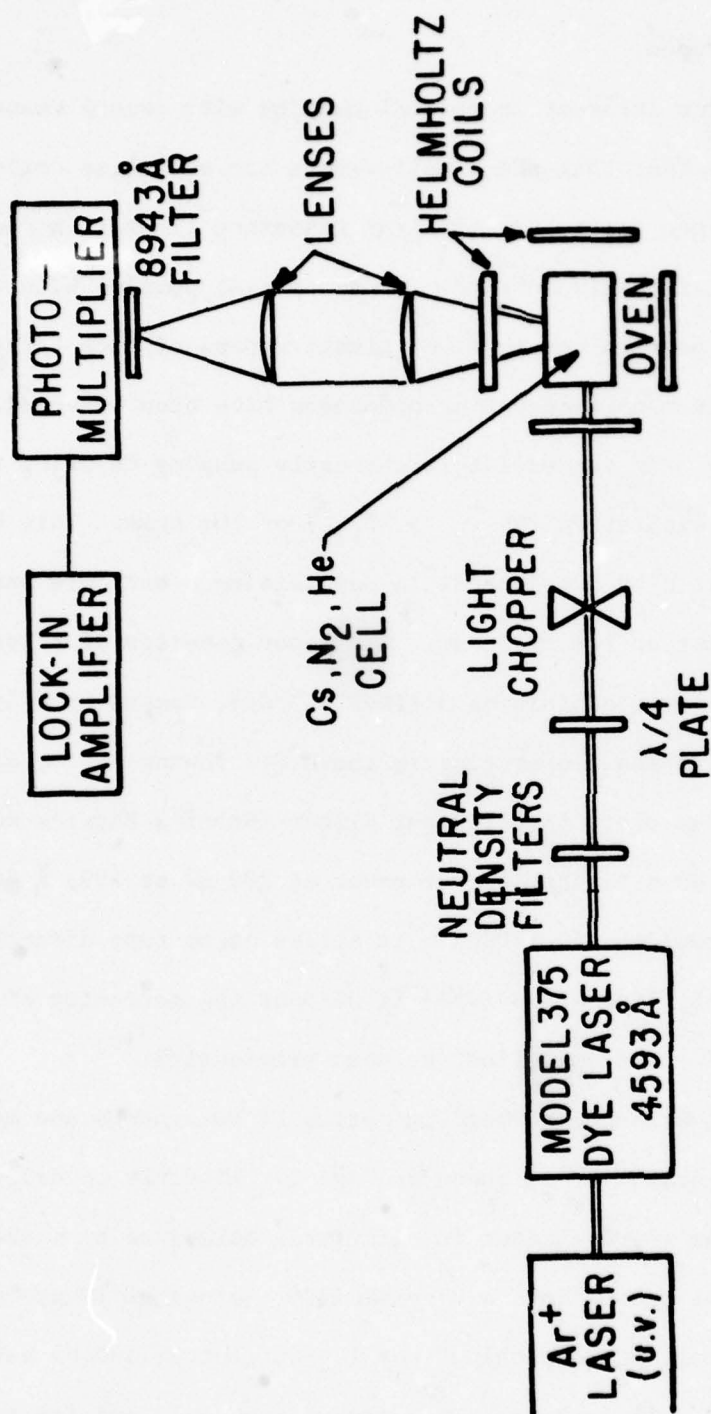 LOCK-IN
AMPLIFIER
PHOTO-
MULTIPLIER
8943A
FILTER
LENSES
HELMHOLTZ
COILS
Cs,N2,He
CELL
OVEN
NEUTRAL
DENSITY
FILTERS
LIGHT
CHOPPER
λ/4
PLATE
Ar+
LASER
(u.v.)
MODEL 375
DYE LASER
4593Å